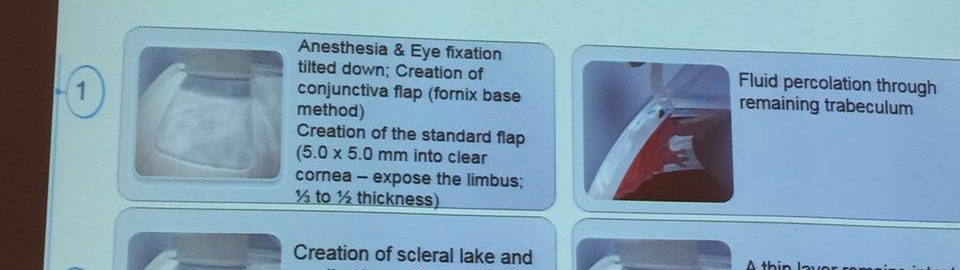 1
Anesthesia & Eye fixation
tilted down; Creation of
conjunctiva flap (fornix base
method)
Creation of the standard flap
(5.0 x 5.0 mm into clear
cornea – expose the limbus;
⅓ to ½ thickness)
Fluid percolation through
remaining trabeculum
Creation of scleral lake and
A thin layer remains